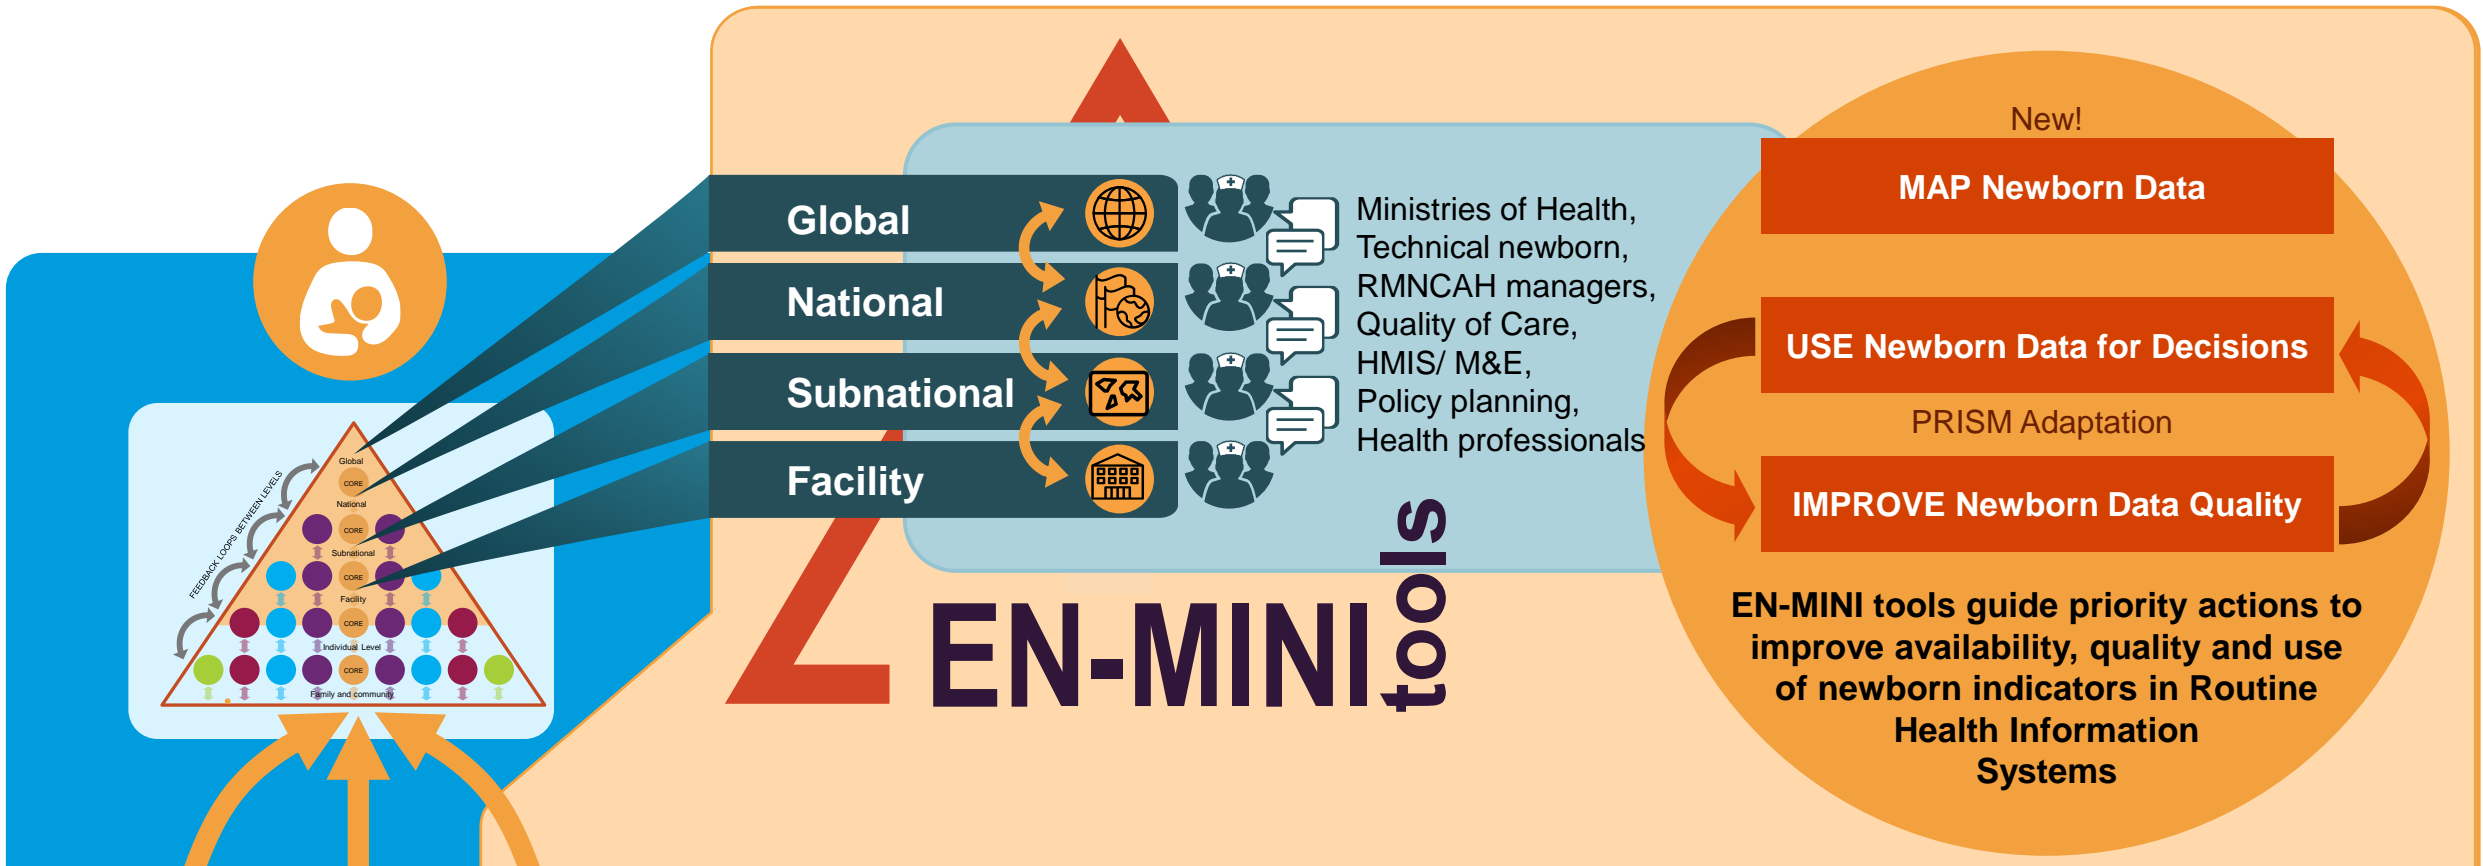 FEEDBACK LOOPS BETWEEN LEVELS
Global
CORE
National
CORE
Subnational
CORE
Facility
CORE
Individual Level
CORE
Family and community
Global
National
Subnational
Facility
Ministries of Health,
Technical newborn,
RMNCAH managers,
Quality of Care,
HMIS/ M&E,
Policy planning,
Health professionals
EN-MINI
tools
New!
MAP Newborn Data
USE Newborn Data for Decisions
PRISM Adaptation
IMPROVE Newborn Data Quality
EN-MINI tools guide priority actions to
improve availability, quality and use
of newborn indicators in Routine
Health Information
Systems